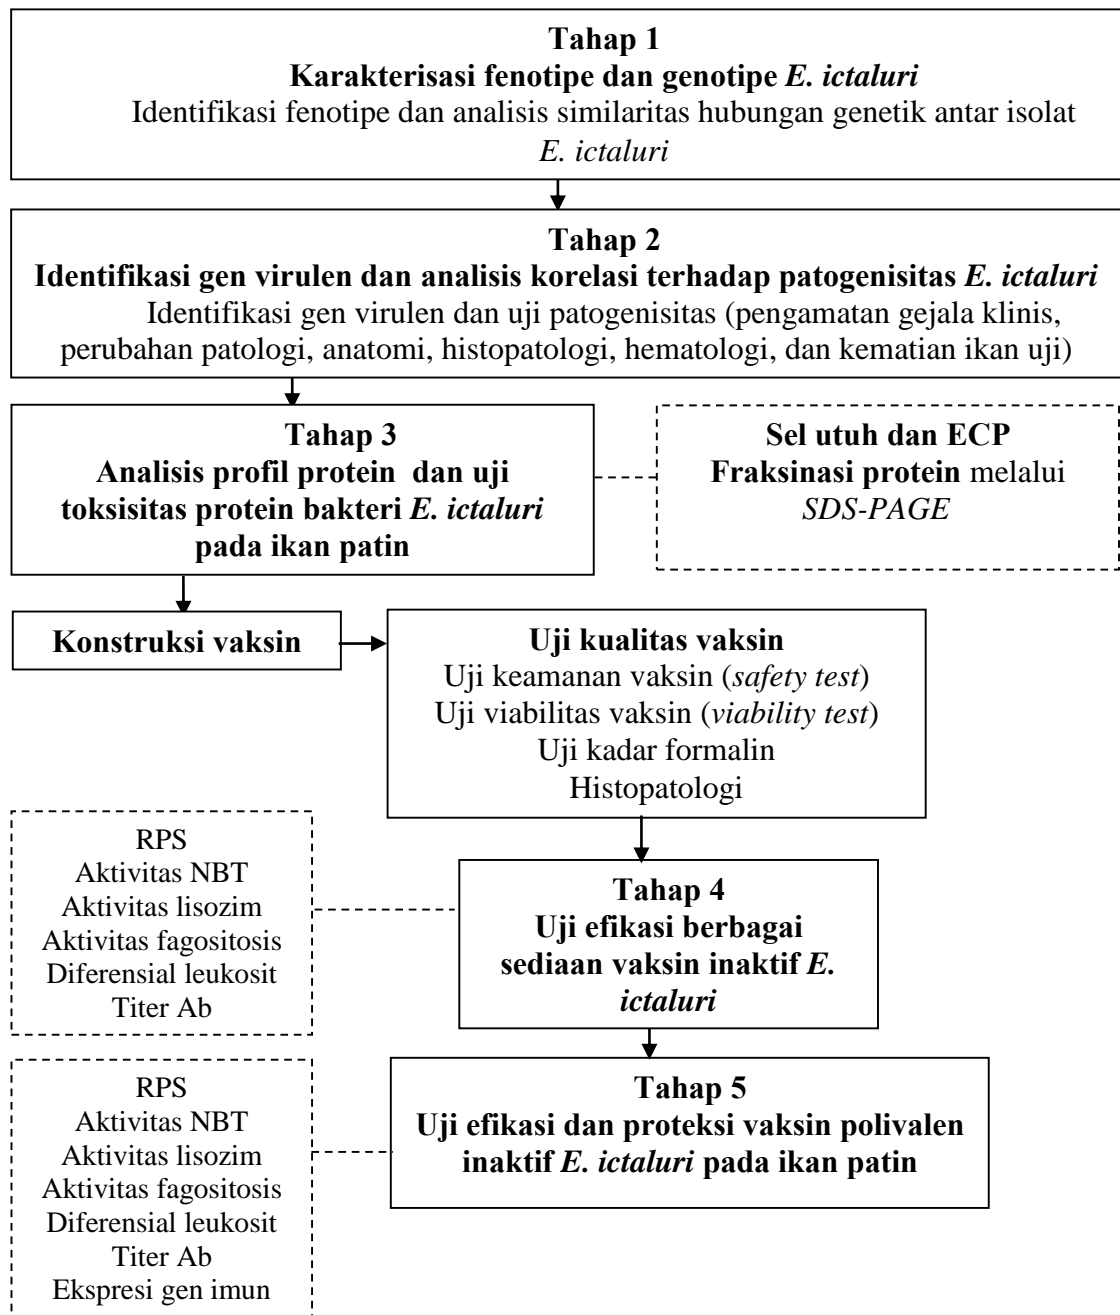 Tahap 1
Karakterisasi fenotipe dan genotipe E. ictaluri
Identifikasi fenotipe dan analisis similaritas hubungan genetik antar isolat
E. ictaluri
Tahap 2
Identifikasi gen virulen dan analisis korelasi terhadap patogenisitas E. ictaluri
Identifikasi gen virulen dan uji patogenisitas (pengamatan gejala klinis,
perubahan patologi, anatomi, histopatologi, hematologi, dan kematian ikan uji)
Tahap 3
Analisis profil protein dan uji
toksisitas protein bakteri E. ictaluri
pada ikan patin
Sel utuh dan ECP
Fraksinasi protein melalui
SDS-PAGE
Konstruksi vaksin
Uji kualitas vaksin
Uji keamanan vaksin (safety test)
Uji viabilitas vaksin (viability test)
Uji kadar formalin
Histopatologi
RPS
Aktivitas NBT
Aktivitas lisozim
Aktivitas fagositosis
Diferensial leukosit
Titer Ab
Tahap 4
Uji efikasi berbagai
sediaan vaksin inaktif E.
ictaluri
RPS
Aktivitas NBT
Aktivitas lisozim
Aktivitas fagositosis
Diferensial leukosit
Titer Ab
Ekspresi gen imun
Tahap 5
Uji efikasi dan proteksi vaksin polivalen
inaktif E. ictaluri pada ikan patin